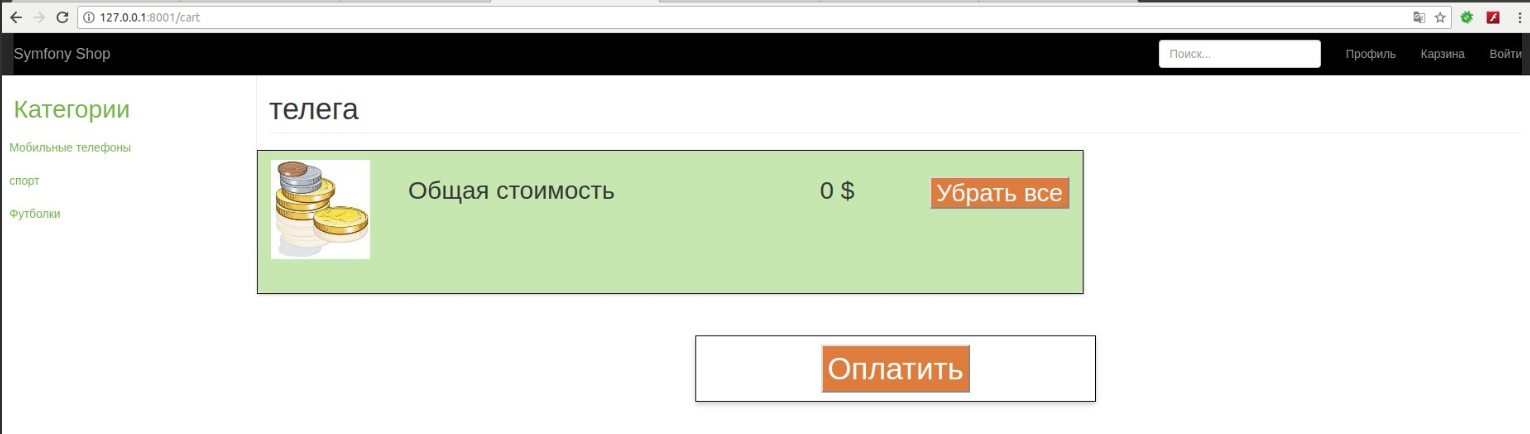 127.0.0.1:8001/cart
Symfony Shop
Поиск...
Профиль
Карзина
Войти
Категории
Мобильные телефоны
спорт
Футболки
телега
Общая стоимость
0 $
Убрать все
Оплатить